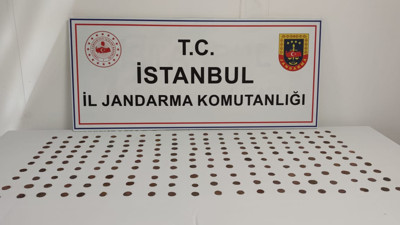 T.C.
İSTANBUL
İL JANDARMA KOMUTANLIĞI